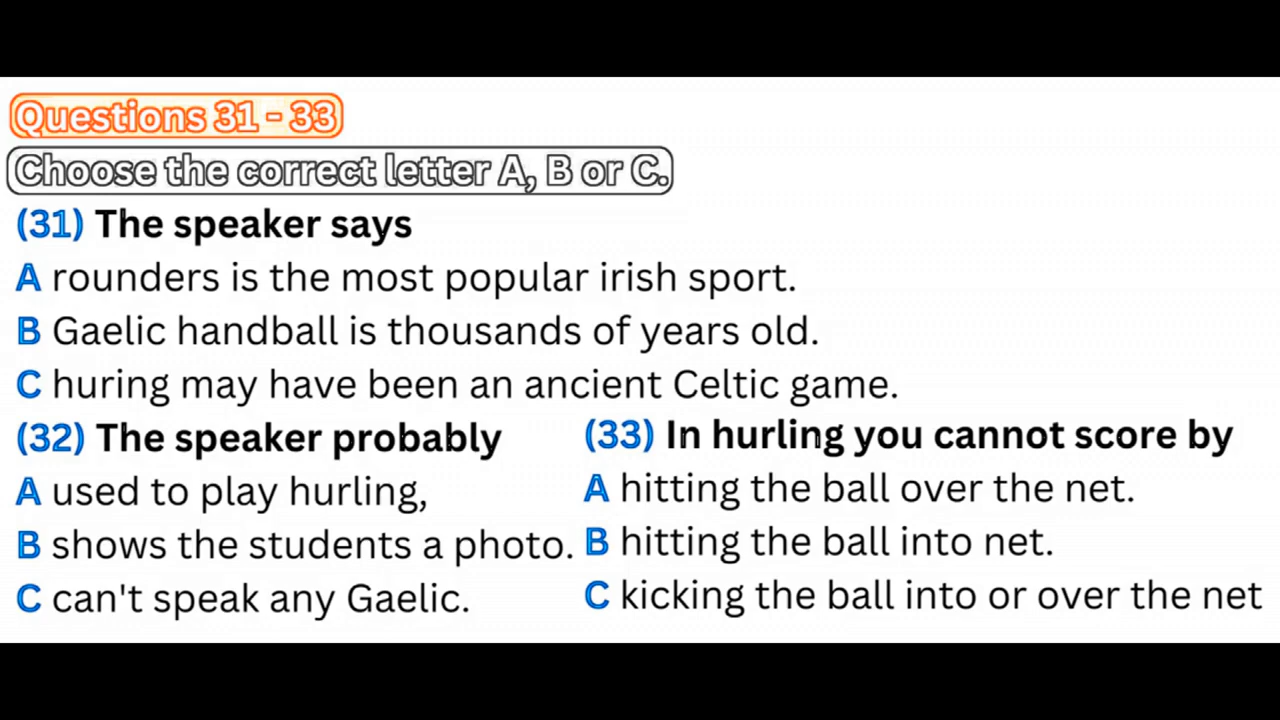 Questions 31 - 33
Choose the correct letter A, B or C.
(31) The speaker says
A rounders is the most popular irish sport.
B Gaelic handball is thousands of years old.
C huring may have been an ancient Celtic game.
(32) The speaker probably
A used to play hurling,
B shows the students a photo.
C can't speak any Gaelic.
(33) In hurling you cannot score by
A hitting the ball over the net.
B hitting the ball into net.
C kicking the ball into or over the net